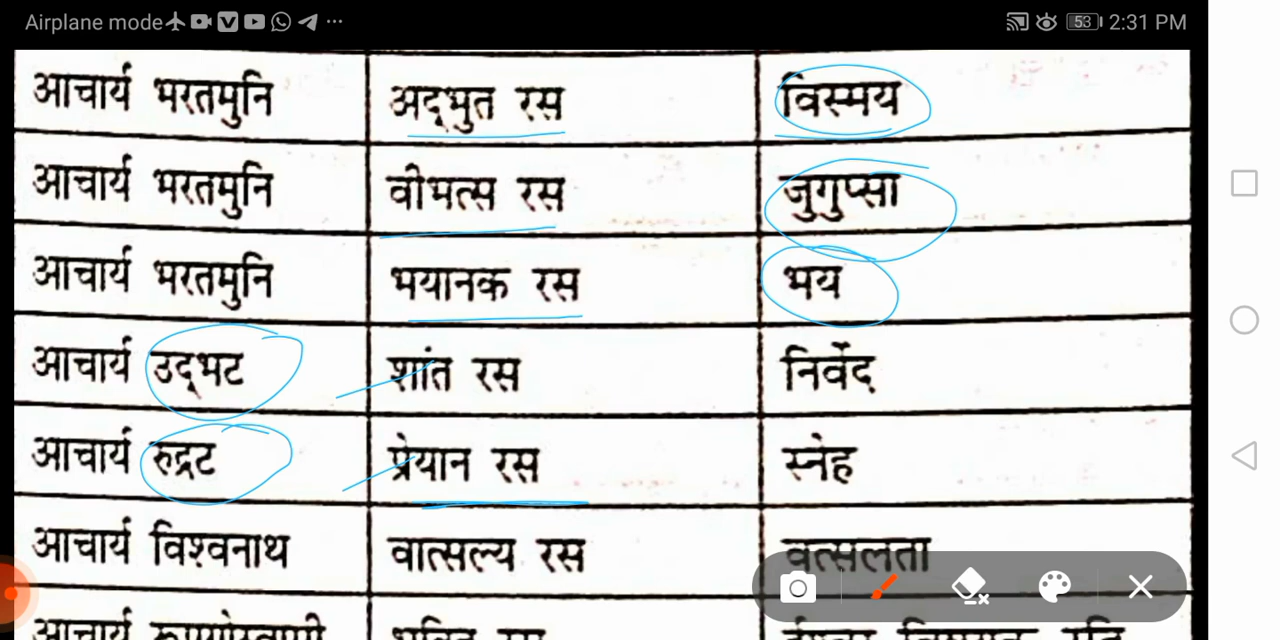 Airplane mode ... 53 2:31 PM
आचार्य भरतमुनि अद्भुत रस विस्मय
आचार्य भरतमुनि वीभत्स रस जुगुप्सा
आचार्य भरतमुनि भयानक रस भय
आचार्य उद्भट शांत रस निर्वेद
आचार्य रुद्रट प्रेयान रस स्नेह
आचार्य विश्वनाथ वात्सल्य रस वत्सलता